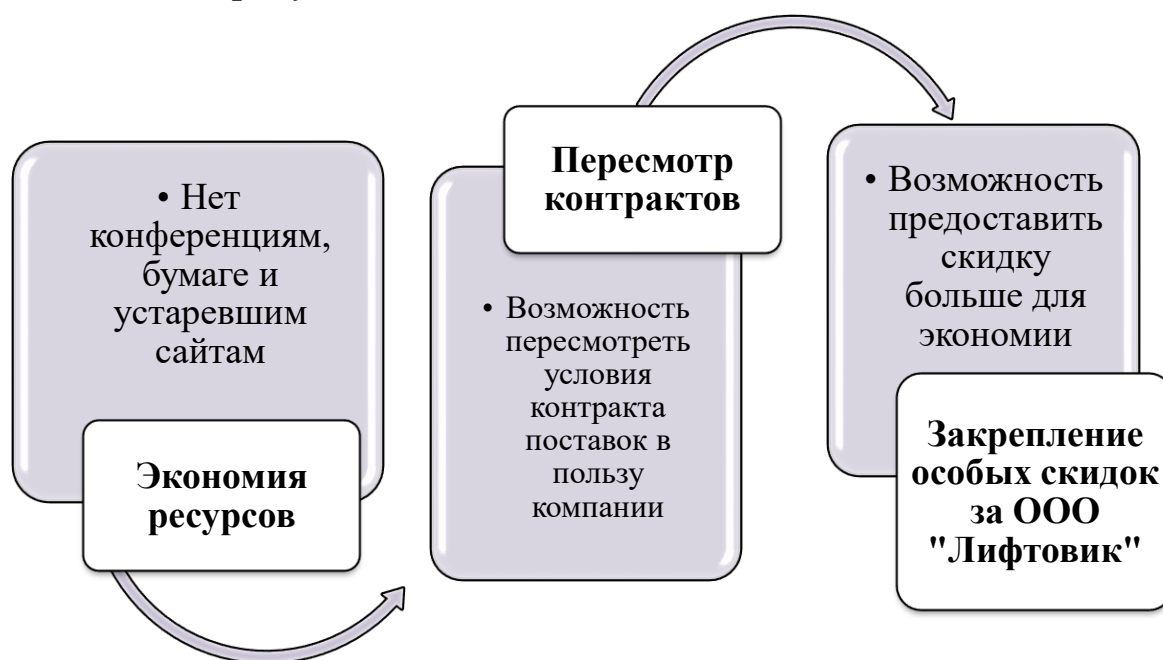 • Нет
конференциям,
бумаге и
устаревшим
сайтам
Экономия
ресурсов
Пересмотр
контрактов
• Возможность
пересмотреть
условия
контракта
поставок в
пользу
компании
• Возможность
предоставить
скидку
больше для
экономии
Закрепление
особых скидок
за ООО
"Лифтовик"